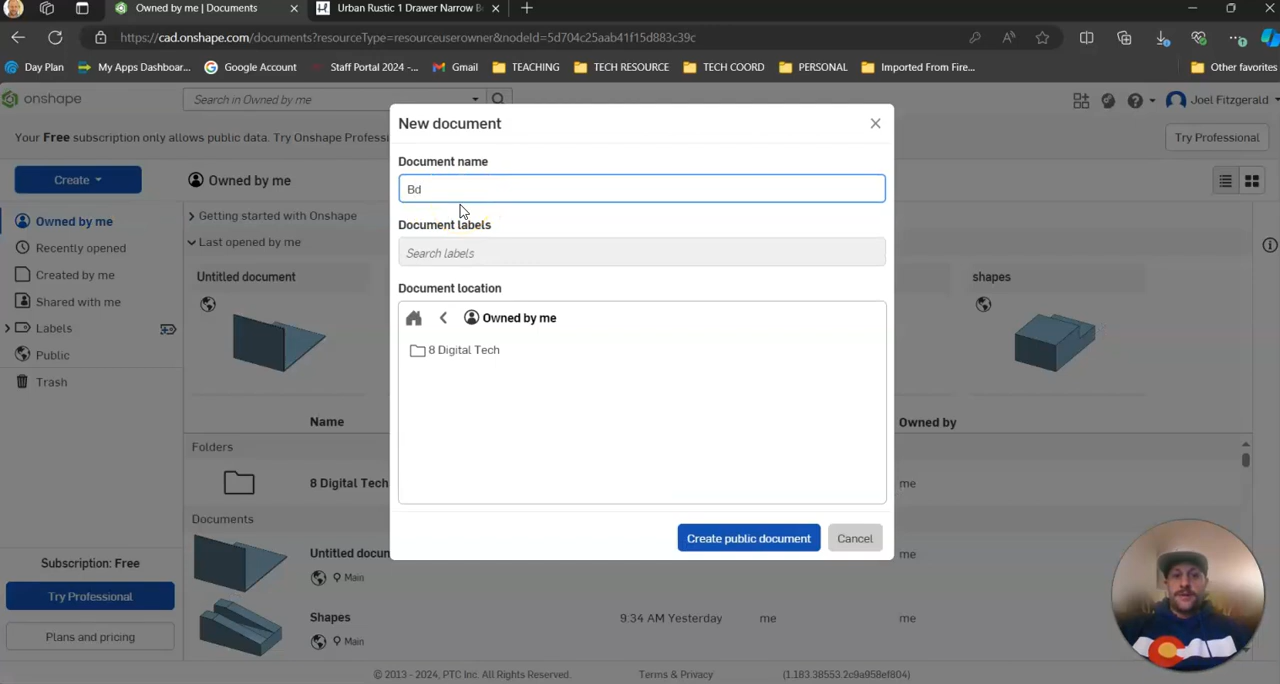 Owned by me | Documents
Urban Rustic 1 Drawer Narrow B
https://cad.onshape.com/documents?resourceType=resourceuserowner&nodeId=5d704c25aab41f15d883c39c
Day Plan
My Apps Dashboar...
Google Account
Staff Portal 2024 -...
Gmail
TEACHING
TECH RESOURCE
TECH COORD
PERSONAL
Imported From Fire...
Other favorites
onshape
Search in Owned by me
Joel Fitzgerald
Your Free subscription only allows public data. Try Onshape Professi
Try Professional
Create
Owned by me
Owned by me
Recently opened
Created by me
Shared with me
Labels
Public
Trash
Subscription: Free
Try Professional
Plans and pricing
Getting started with Onshape
Last opened by me
Untitled document
shapes
Name
Owned by
Folders
8 Digital Tech
me
Documents
Untitled docum
Main
me
Shapes
Main
9.34 AM Yesterday
me
me
New document
Document name
Bd
Document labels
Search labels
Document location
Owned by me
8 Digital Tech
Create public document
Cancel
© 2013 - 2024, PTC Inc. All Rights Reserved.
Terms & Privacy
(1.183.38553.2c9a958ef804)